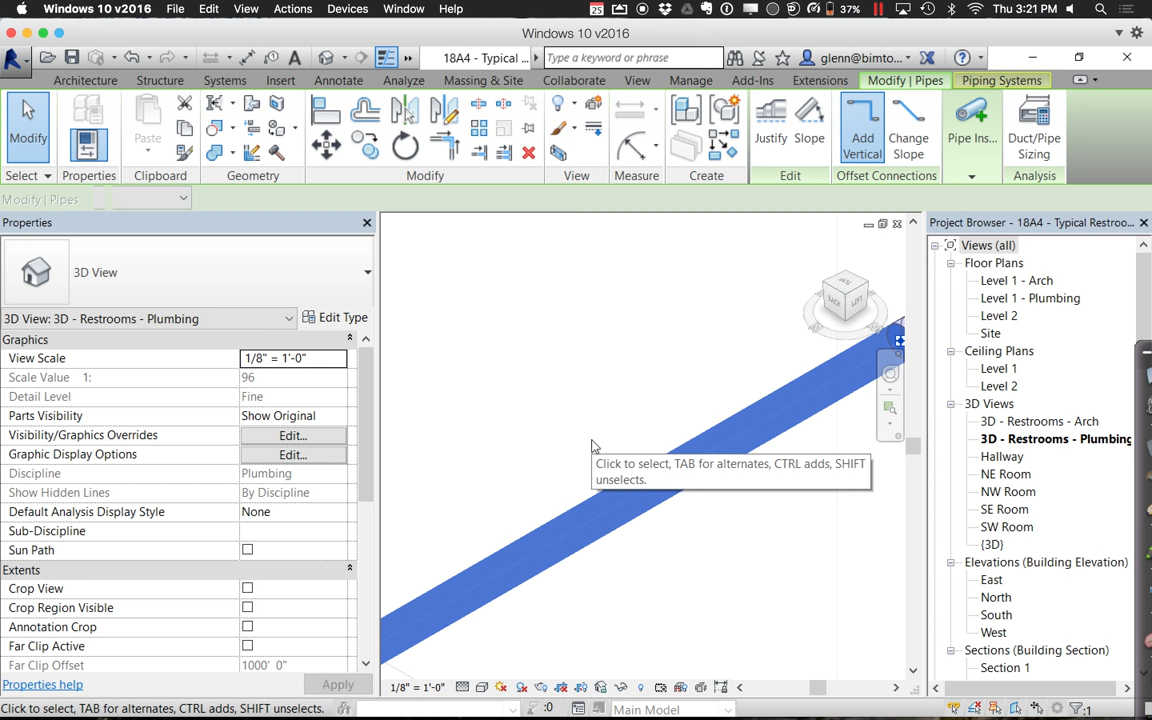 Windows 10 v2016 File Edit View Actions Devices Window Help 25 37% Thu 3:21 PM
Windows 10 v2016
18A4 - Typical ... Type a keyword or phrase glenn@bimto...
Architecture Structure Systems Insert Annotate Analyze Massing & Site Collaborate View Manage Add-Ins Extensions Modify | Pipes Piping Systems
Modify Paste Justify Slope Add Vertical Change Slope Pipe Ins... Duct/Pipe Sizing
Select Properties Clipboard Geometry Modify View Measure Create Edit Offset Connections Analysis
Modify | Pipes
Properties
3D View
3D View: 3D - Restrooms - Plumbing Edit Type
Graphics
View Scale 1/8" = 1'-0"
Scale Value 1: 96
Detail Level Fine
Parts Visibility Show Original
Visibility/Graphics Overrides Edit...
Graphic Display Options Edit...
Discipline Plumbing
Show Hidden Lines By Discipline
Default Analysis Display Style None
Sub-Discipline
Sun Path
Extents
Crop View
Crop Region Visible
Annotation Crop
Far Clip Active
Far Clip Offset 1000' 0"
Properties help Apply
BACK LEFT
Click to select, TAB for alternates, CTRL adds, SHIFT
unselects.
1/8" = 1'-0"
Project Browser - 18A4 - Typical Restroo...
Views (all)
Floor Plans
Level 1 - Arch
Level 1 - Plumbing
Level 2
Site
Ceiling Plans
Level 1
Level 2
3D Views
3D - Restrooms - Arch
3D - Restrooms - Plumbing
Hallway
NE Room
NW Room
SE Room
SW Room
{3D}
Elevations (Building Elevation)
East
North
South
West
Sections (Building Section)
Section 1
Click to select, TAB for alternates, CTRL adds, SHIFT unselects. :0 Main Model :1